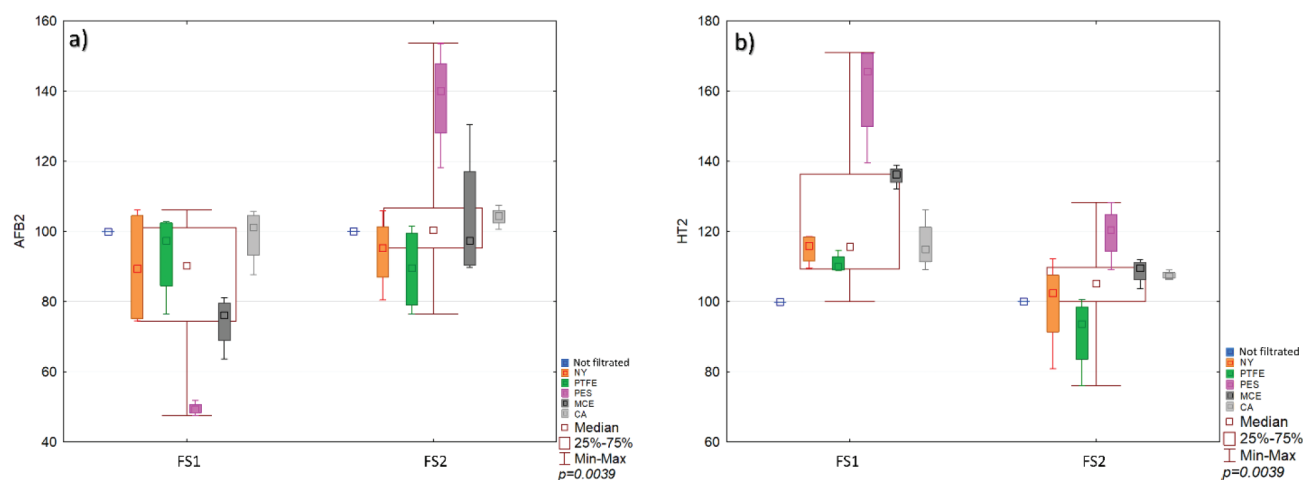 a)
160
140
120
100
80
60
40
AFB2
FS1
FS2
Not filtrated
NY
PTFE
PES
MCE
CA
Median
25%-75%
Min-Max
p=0.0039
b)
180
160
140
120
100
80
60
HT2
FS1
FS2
Not filtrated
NY
PTFE
PES
MCE
CA
Median
25%-75%
Min-Max
p=0.0039